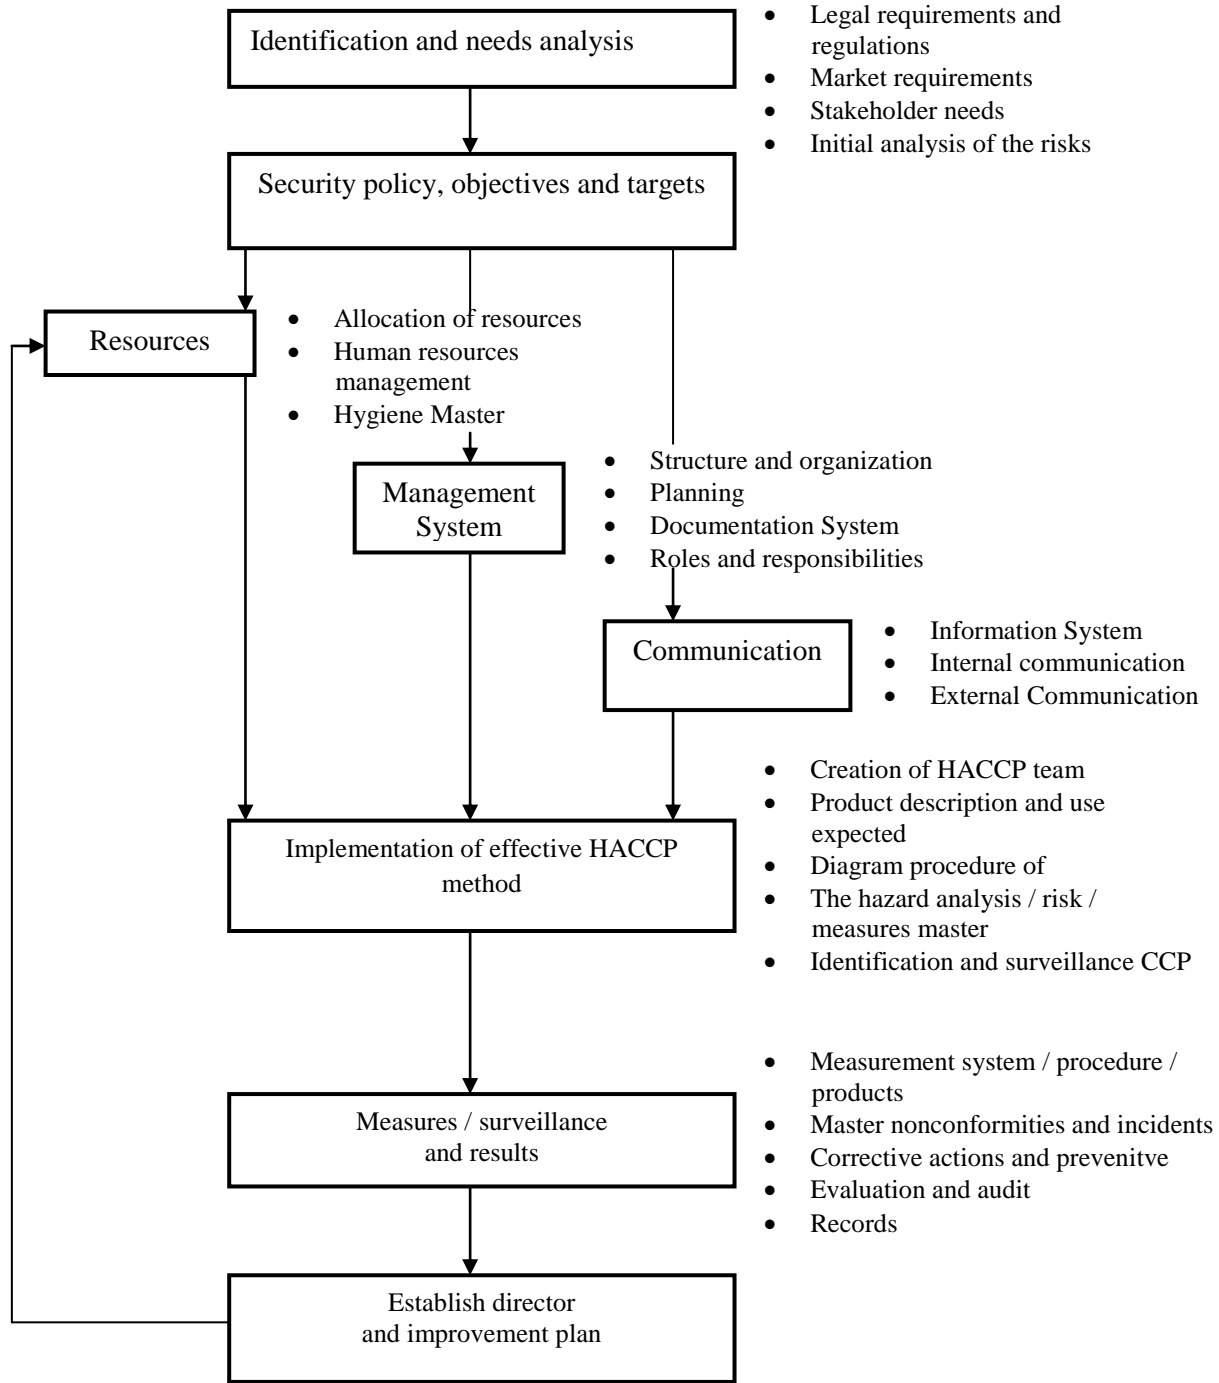 Identification and needs analysis
• Legal requirements and
regulations
• Market requirements
• Stakeholder needs
• Initial analysis of the risks
Security policy, objectives and targets
Resources
• Allocation of resources
• Human resources
management
• Hygiene Master
Management
System
• Structure and organization
• Planning
• Documentation System
• Roles and responsibilities
Communication
• Information System
• Internal communication
• External Communication
Implementation of effective HACCP
method
• Creation of HACCP team
• Product description and use
expected
• Diagram procedure of
• The hazard analysis / risk /
measures master
• Identification and surveillance CCP
Measures / surveillance
and results
• Measurement system / procedure /
products
• Master nonconformities and incidents
• Corrective actions and prevenitve
• Evaluation and audit
• Records
Establish director
and improvement plan